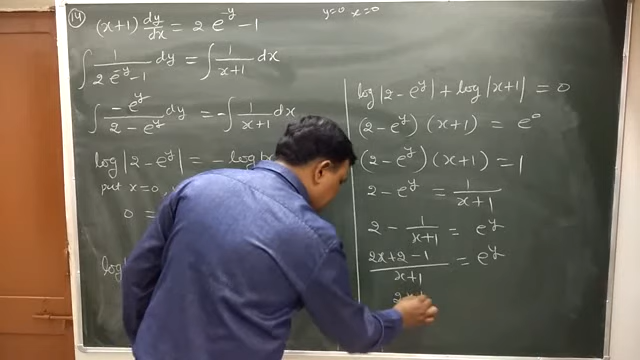 (14) (x+1) dy/dx = 2 e^-y - 1
y=0 x=0
∫ 1/(2e^-y - 1) dy = ∫ 1/(x+1) dx
∫ -e^y/(2 - e^y) dy = -∫ 1/(x+1) dx
log|2 - e^y| = - log|x
put x=0,
0 =
log|
log|2 - e^y| + log|x+1| = 0
(2 - e^y) (x+1) = e^0
(2 - e^y) (x+1) = 1
2 - e^y = 1/(x+1)
2 - 1/(x+1) = e^y
(2x+2-1)/(x+1) = e^y